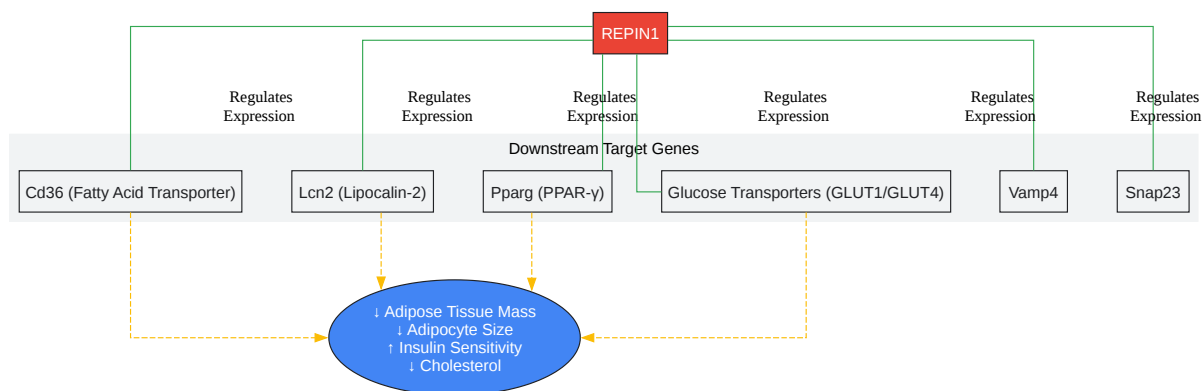 REPIN1
Regulates
Expression
Regulates
Expression
Regulates
Expression
Regulates
Expression
Regulates
Expression
Regulates
Expression
Downstream Target Genes
Cd36 (Fatty Acid Transporter)
Lcn2 (Lipocalin-2)
Pparg (PPAR-γ)
Glucose Transporters (GLUT1/GLUT4)
Vamp4
Snap23
↓ Adipose Tissue Mass
↓ Adipocyte Size
↑ Insulin Sensitivity
↓ Cholesterol